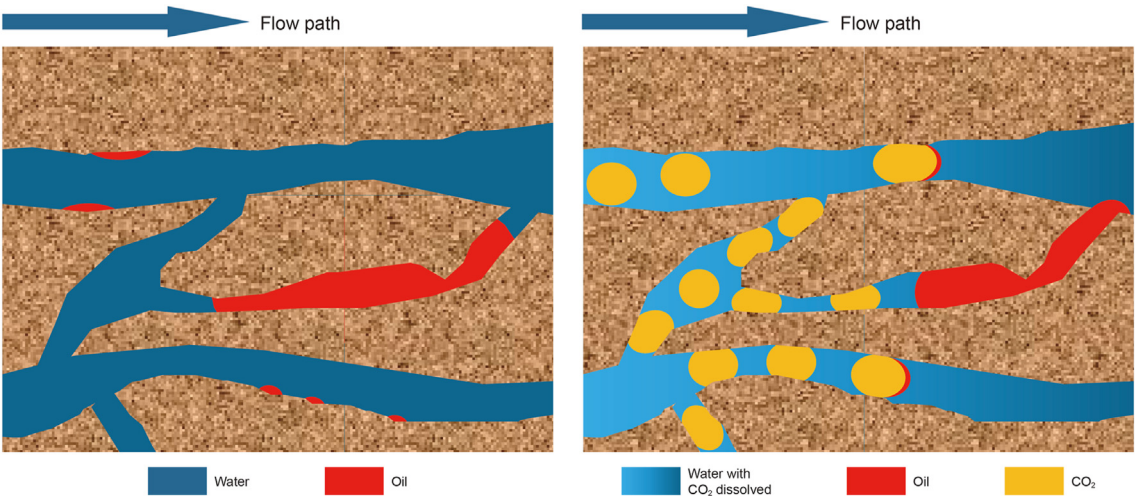 Flow path
Flow path
Water
Oil
Water with
CO₂ dissolved
Oil
CO₂